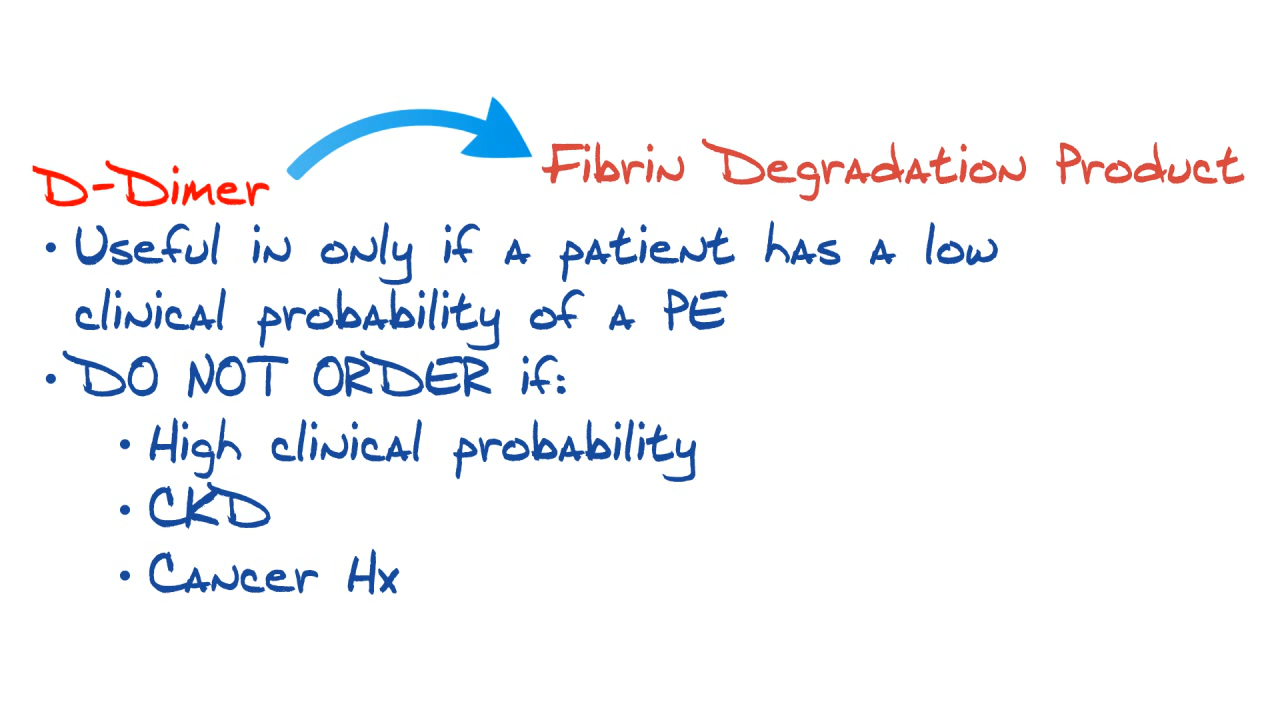 D-Dimer
Fibrin Degradation Product
• Useful in only if a patient has a low
clinical probability of a PE
• DO NOT ORDER if:
• High clinical probability
• CKD
• Cancer Hx